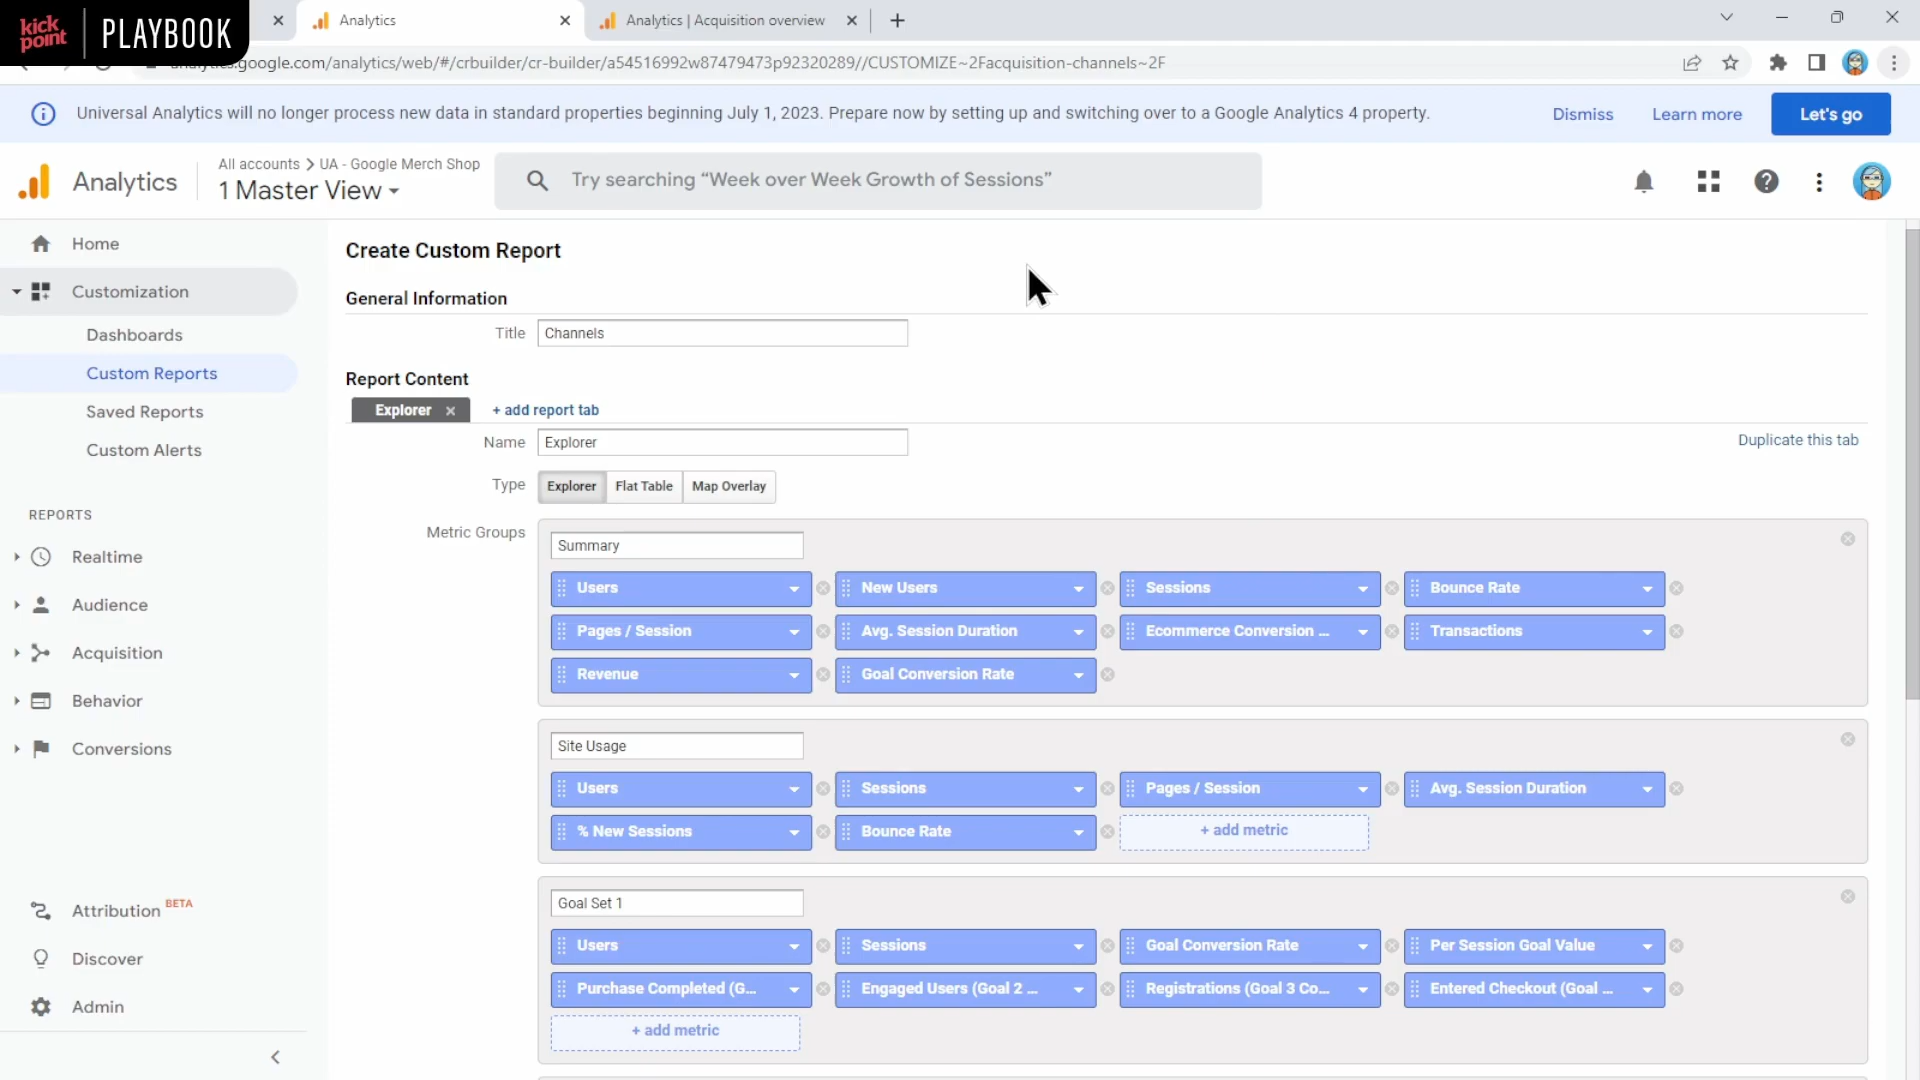 kick
point
PLAYBOOK
Analytics
Analytics | Acquisition overview
analytics.google.com/analytics/web/#/crbuilder/cr-builder/a54516992w87479473p92320289//CUSTOMIZE~2Facquisition-channels~2F
Universal Analytics will no longer process new data in standard properties beginning July 1, 2023. Prepare now by setting up and switching over to a Google Analytics 4 property.
Dismiss
Learn more
Let's go
Analytics
All accounts > UA - Google Merch Shop
1 Master View
Try searching “Week over Week Growth of Sessions”
Home
Customization
Dashboards
Custom Reports
Saved Reports
Custom Alerts
REPORTS
Realtime
Audience
Acquisition
Behavior
Conversions
Attribution BETA
Discover
Admin
Create Custom Report
General Information
Title
Channels
Report Content
Explorer
+ add report tab
Name
Explorer
Duplicate this tab
Type
Explorer
Flat Table
Map Overlay
Metric Groups
Summary
Users
New Users
Sessions
Bounce Rate
Pages / Session
Avg. Session Duration
Ecommerce Conversion ...
Transactions
Revenue
Goal Conversion Rate
Site Usage
Users
Sessions
Pages / Session
Avg. Session Duration
% New Sessions
Bounce Rate
+ add metric
Goal Set 1
Users
Sessions
Goal Conversion Rate
Per Session Goal Value
Purchase Completed (G...
Engaged Users (Goal 2 ...
Registrations (Goal 3 Co...
Entered Checkout (Goal ...
+ add metric